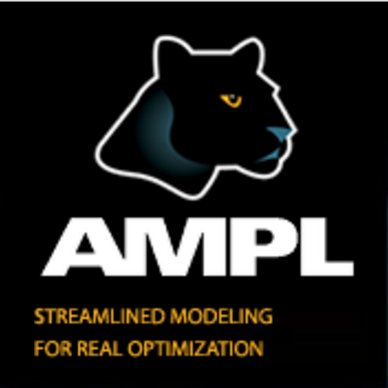 AMPL
STREAMLINED MODELING
FOR REAL OPTIMIZATION